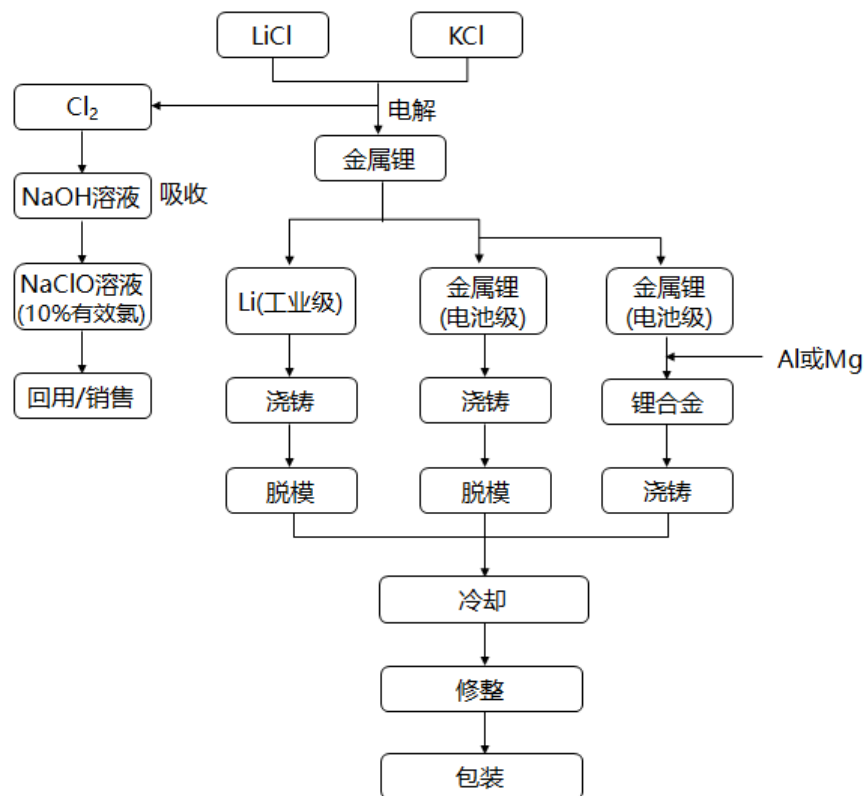 LiCl
KCl
Cl₂
电解
金属锂
NaOH溶液
吸收
NaClO溶液
(10%有效氯)
回用/销售
Li(工业级)
金属锂
(电池级)
金属锂
(电池级)
Al或Mg
浇铸
浇铸
锂合金
脱模
脱模
浇铸
冷却
修整
包装